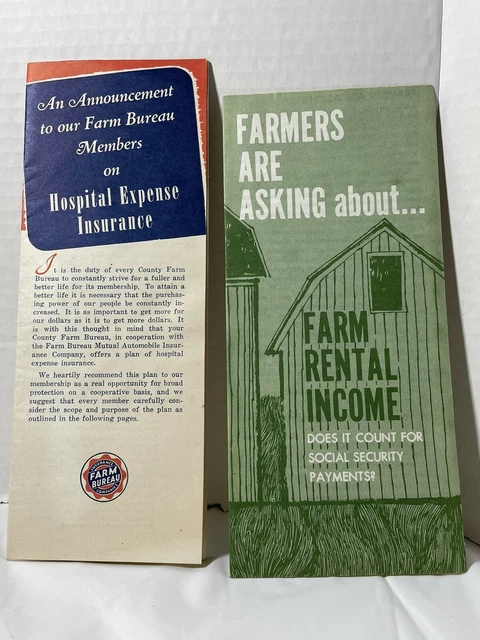 An Announcement
to our Farm Bureau
Members
on
Hospital Expense
Insurance
It is the duty of every County Farm
Bureau to constantly strive for a fuller and
better life for its membership. To attain a
better life it is necessary that the purchas-
ing power of our people be constantly in-
creased. It is as important to get more for
our dollars as it is to get more dollars. It
is with this thought in mind that your
County Farm Bureau, in cooperation with
the Farm Bureau Mutual Automobile Insur-
ance Company, offers a plan of hospital
expense insurance.
We heartily recommend this plan to our
membership as a real opportunity for broad
protection on a cooperative basis, and we
suggest that every member carefully con-
sider the scope and purpose of the plan as
outlined in the following pages.
INSURANCE
FARM
BUREAU
COMPANIES
FARMERS
ARE
ASKING about...
FARM
RENTAL
INCOME
DOES IT COUNT FOR
SOCIAL SECURITY
PAYMENTS?